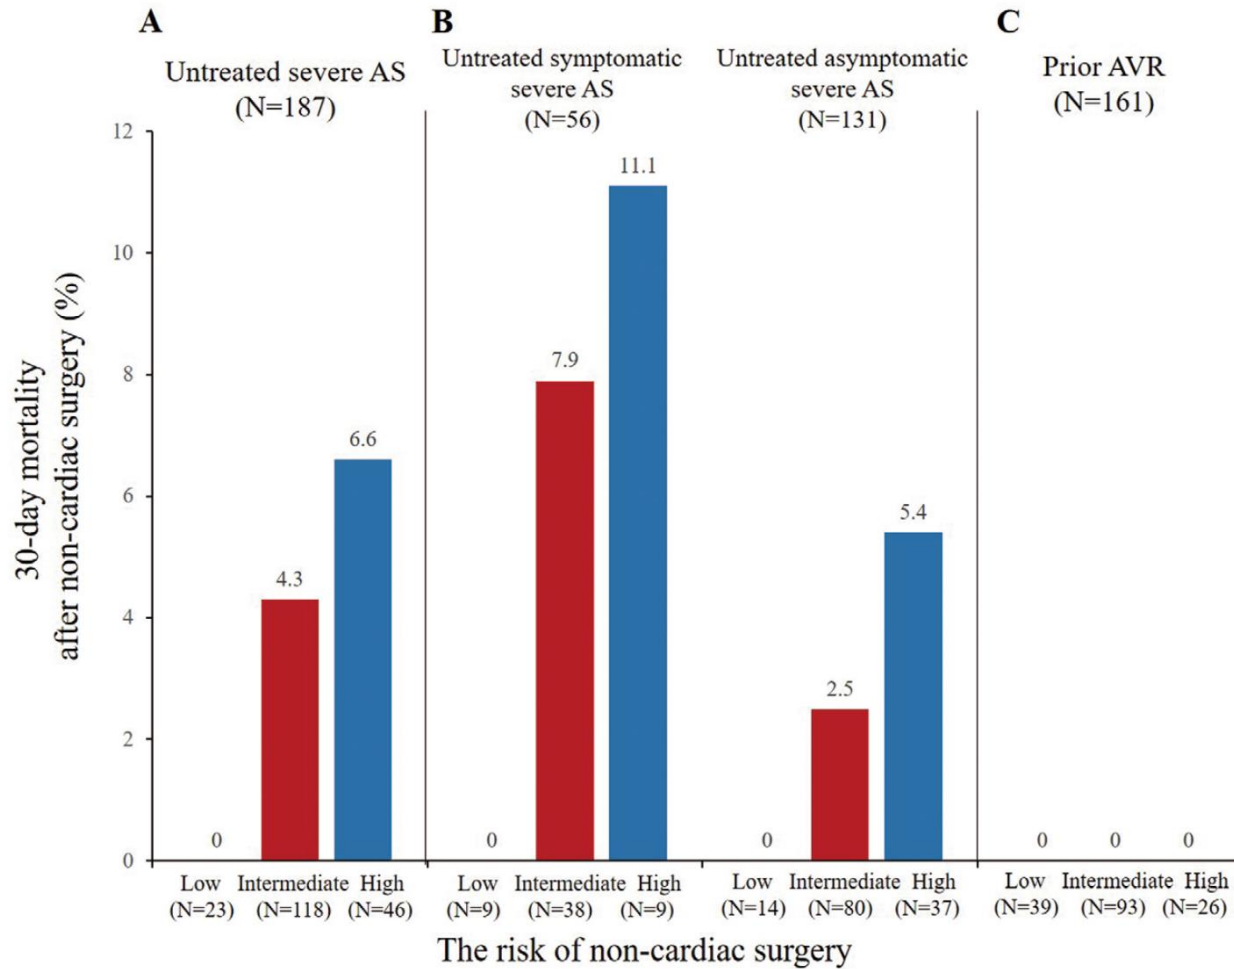 A
B
C
Untreated severe AS
(N=187)
Untreated symptomatic
severe AS
(N=56)
Untreated asymptomatic
severe AS
(N=131)
Prior AVR
(N=161)
30-day mortality
after non-cardiac surgery (%)
12
10
8
6
4
2
0
0
4.3
6.6
0
7.9
11.1
0
2.5
5.4
0
0
0
Low Intermediate High
(N=23) (N=118) (N=46)
Low Intermediate High
(N=9) (N=38) (N=9)
Low Intermediate High
(N=14) (N=80) (N=37)
Low Intermediate High
(N=39) (N=93) (N=26)
The risk of non-cardiac surgery